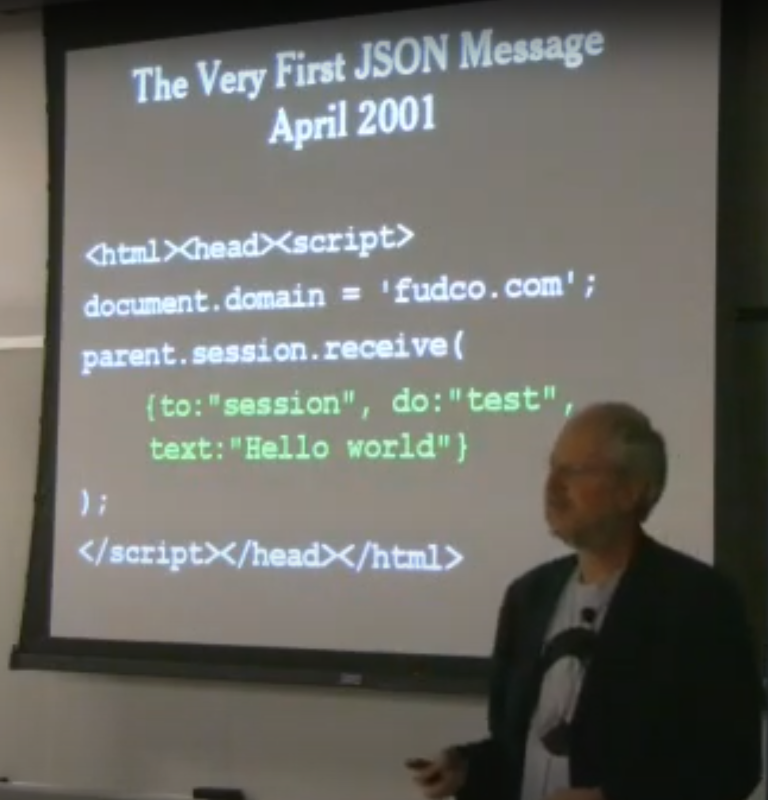 The Very First JSON Message
April 2001
<html><head><script>
document.domain = 'fudco.com';
parent.session.receive(
{to:"session", do:"test",
text:"Hello world"}
);
</script></head></html>